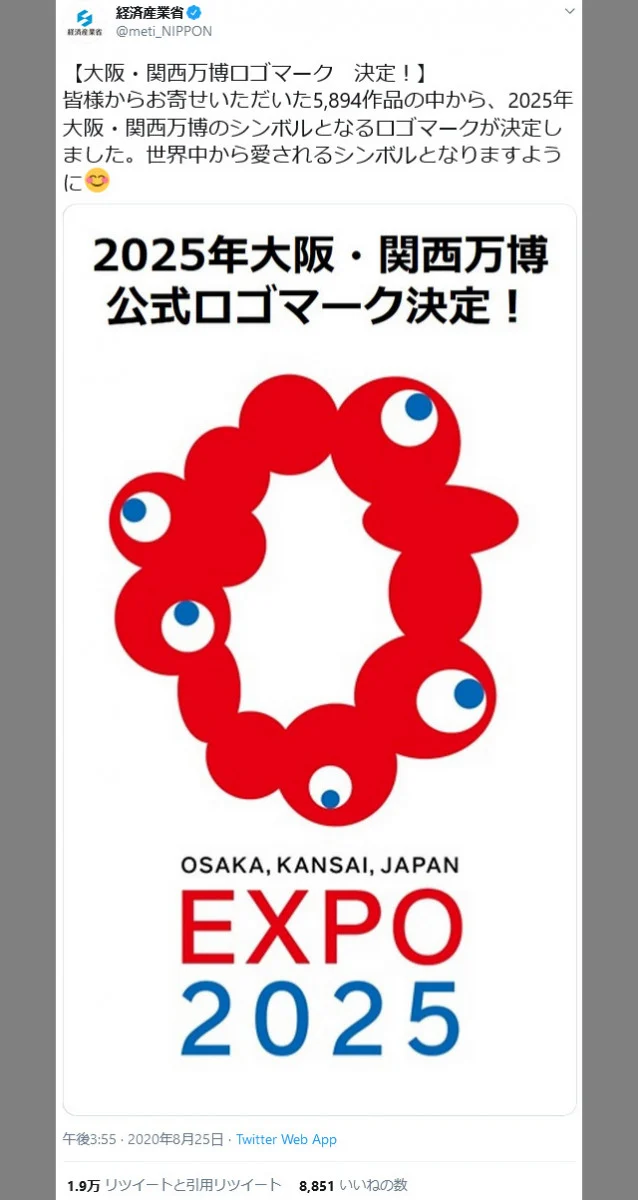 経済産業省
経済産業省
@meti_NIPPON
【大阪・関西万博ロゴマーク　決定！】
皆様からお寄せいただいた5,894作品の中から、2025年
大阪・関西万博のシンボルとなるロゴマークが決定し
ました。世界中から愛されるシンボルとなりますよう
に😊
2025年大阪・関西万博
公式ロゴマーク決定！
OSAKA, KANSAI, JAPAN
EXPO
2025
午後3:55 · 2020年8月25日 · Twitter Web App
1.9万 リツイートと引用リツイート 8,851 いいねの数